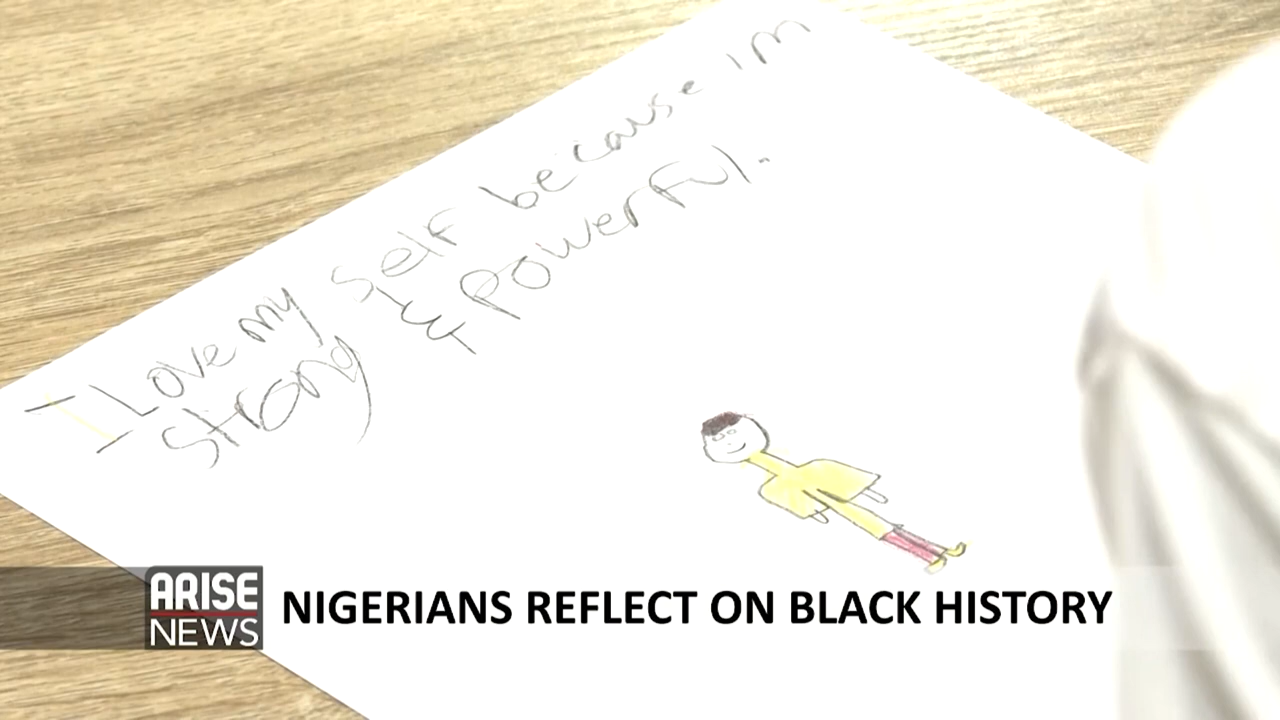 I Love my self because I'm
strong & powerful.
ARISE
NEWS
NIGERIANS REFLECT ON BLACK HISTORY